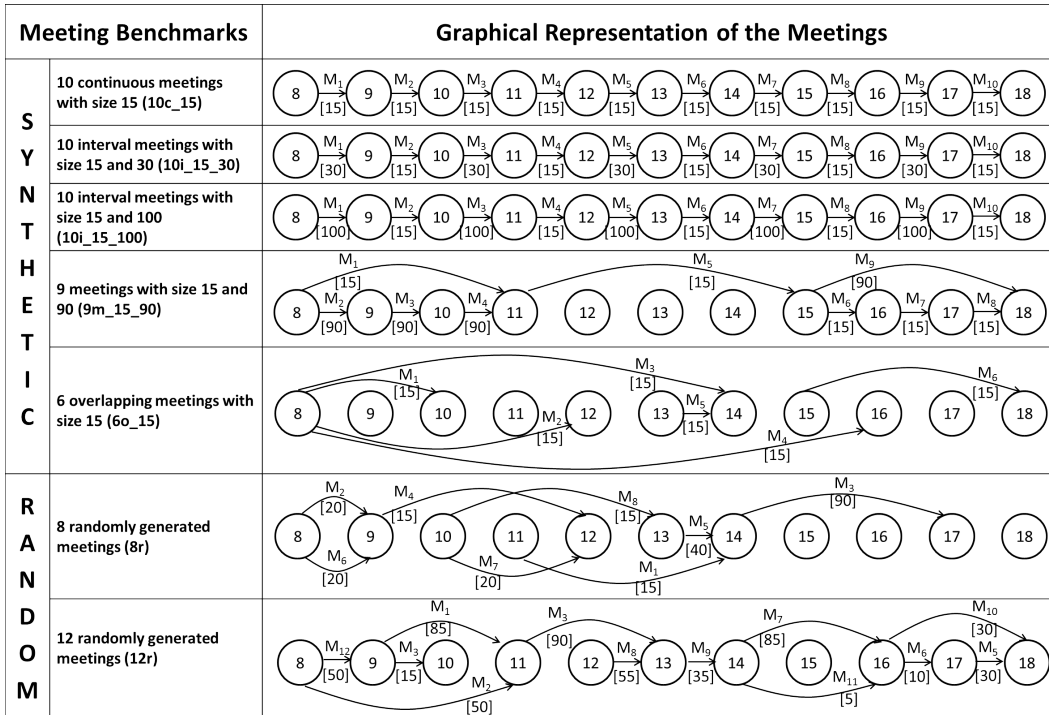 Meeting Benchmarks
Graphical Representation of the Meetings
SYNTHETIC
10 continuous meetings
with size 15 (10c_15)
M1 M2 M3 M4 M5 M6 M7 M8 M9 M10
8 9 10 11 12 13 14 15 16 17 18
[15] [15] [15] [15] [15] [15] [15] [15] [15] [15]
10 interval meetings with
size 15 and 30 (10i_15_30)
M1 M2 M3 M4 M5 M6 M7 M8 M9 M10
8 9 10 11 12 13 14 15 16 17 18
[30] [15] [30] [15] [30] [15] [30] [15] [30] [15]
10 interval meetings with
size 15 and 100
(10i_15_100)
M1 M2 M3 M4 M5 M6 M7 M8 M9 M10
8 9 10 11 12 13 14 15 16 17 18
[100] [15] [100] [15] [100] [15] [100] [15] [100] [15]
9 meetings with size 15 and
90 (9m_15_90)
M1 M5 M9
[15] [15] [90]
M2 M3 M4 M6 M7 M8
8 9 10 11 12 13 14 15 16 17 18
[90] [90] [90] [15] [15] [15]
6 overlapping meetings with
size 15 (6o_15)
M3
M1 [15] M6
[15] [15]
8 9 10 11 12 13 M5 14 15 16 17 18
M2 [15]
[15] M4
[15]
RANDOM
8 randomly generated
meetings (8r)
M2 M4 M8 M3
[20] [15] [15] [90]
8 9 10 11 12 13 M5 14 15 16 17 18
[40]
M6 M7 M1
[20] [20] [15]
12 randomly generated
meetings (12r)
M1 M3 M7 M10
[85] [90] [85] [30]
M12 M3 M8 M9 M6 M5
8 9 10 11 12 13 14 15 16 17 18
[50] [15] [55] [35] [10] [30]
M2 M11
[50] [5]